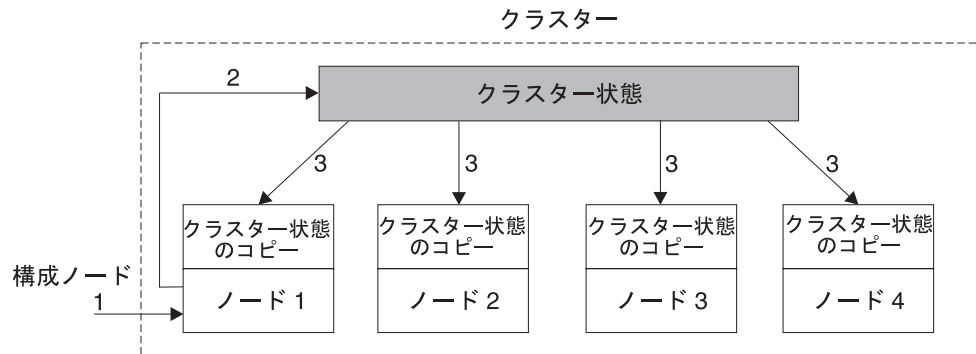 クラスター
2
クラスター状態
3
3
3
3
クラスター状態
のコピー
クラスター状態
のコピー
クラスター状態
のコピー
クラスター状態
のコピー
構成ノード
1
ノード 1
ノード 2
ノード 3
ノード 4